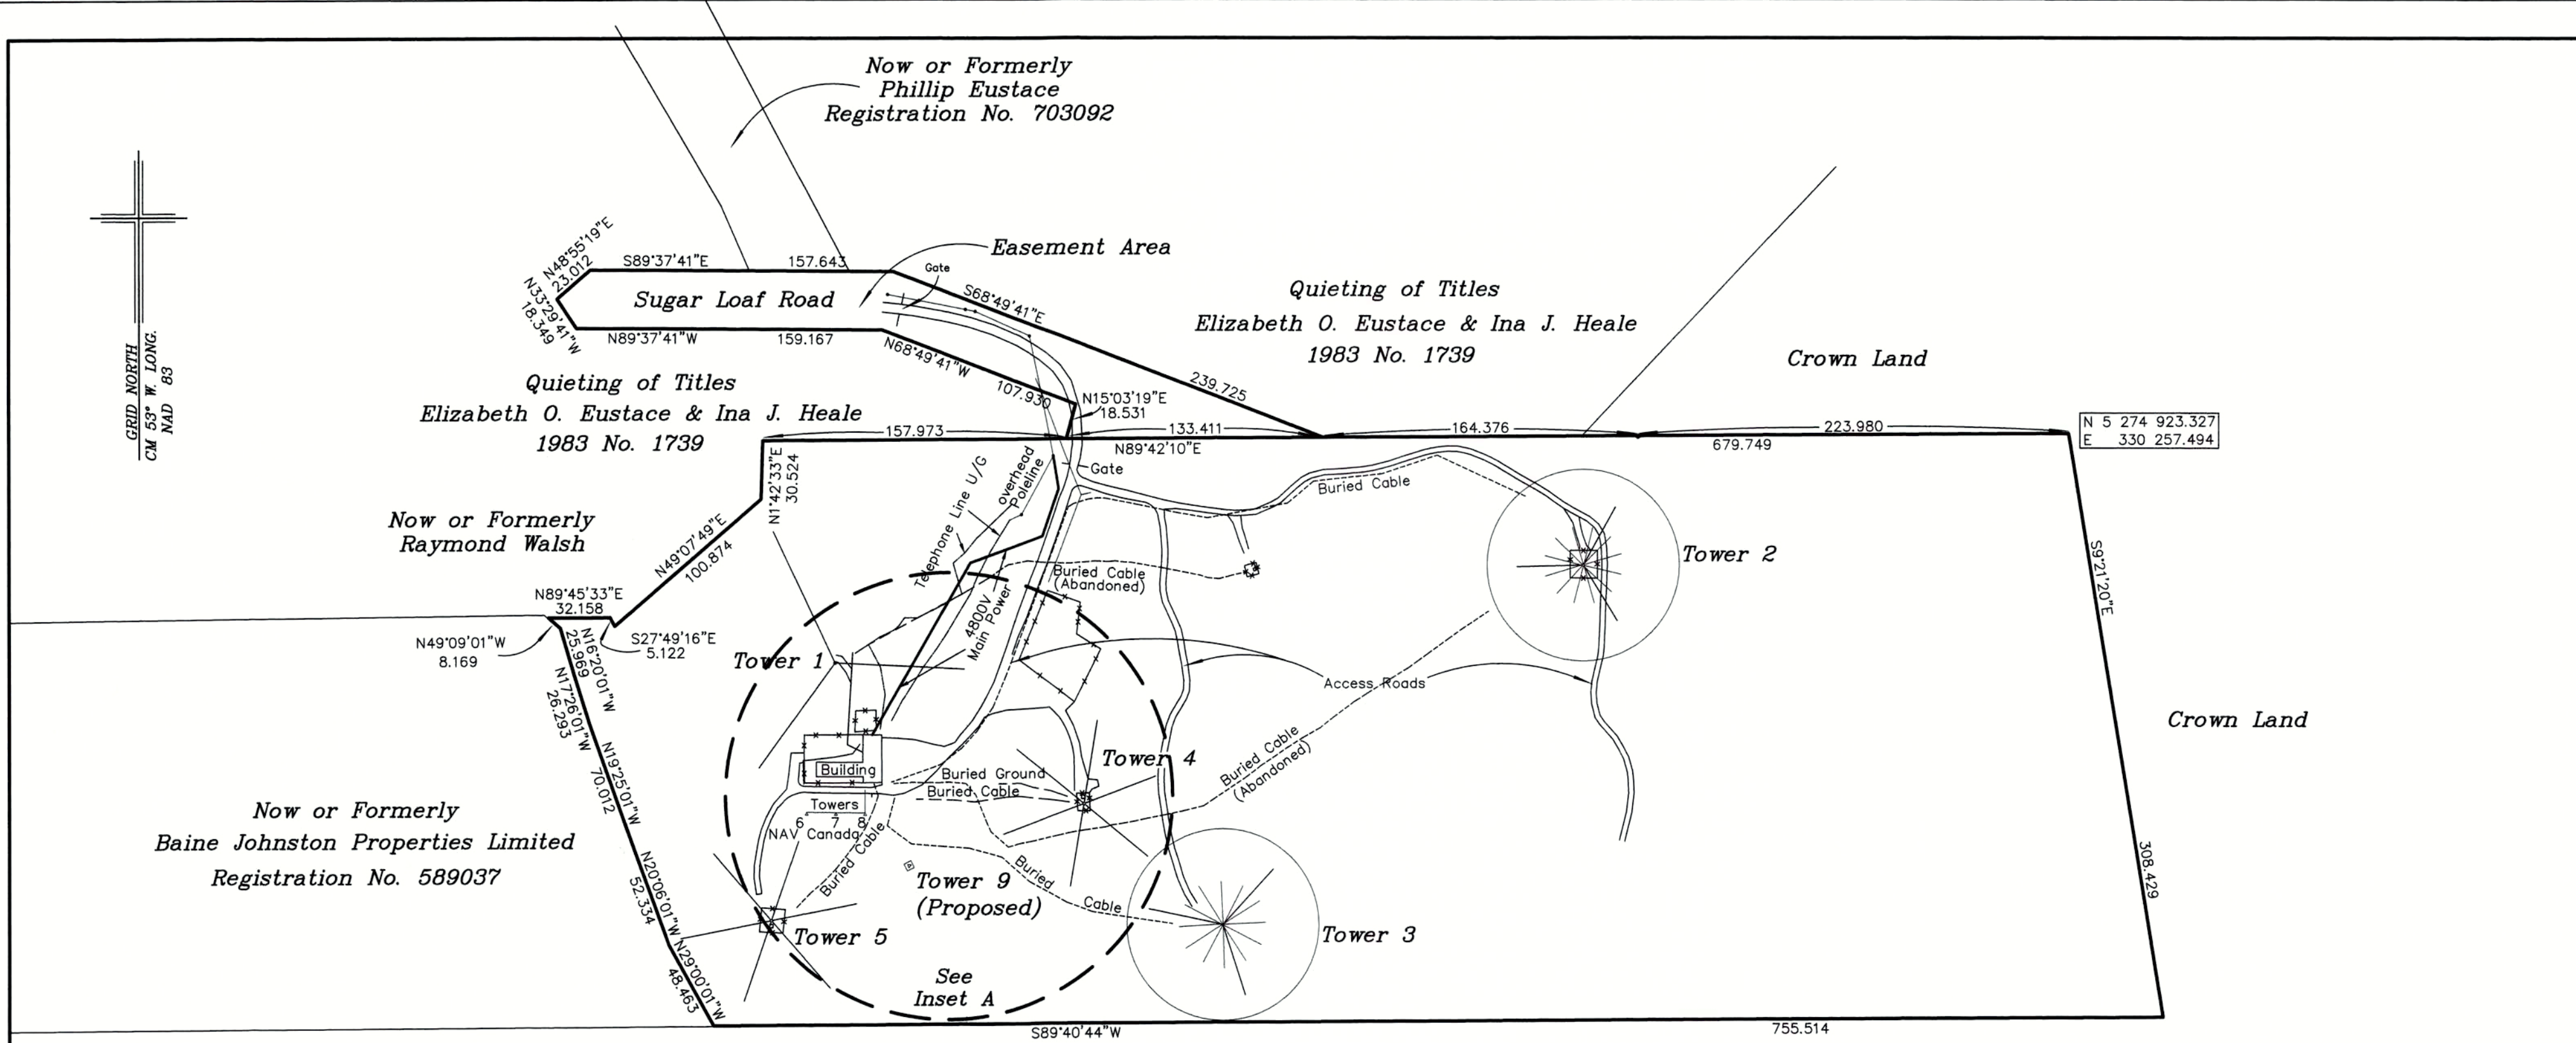 Now or Formerly
Phillip Eustace
Registration No. 703092
GRID NORTH
CM 53° W. LONG.
NAD 83
N48°55'19"E
23.012
S89°37'41"E 157.643
N33°29'41"W
18.349
Sugar Loaf Road
Easement Area
Gate
N89°37'41"W 159.167
S68°49'41"E
239.725
N68°49'41"W
107.930
Quieting of Titles
Elizabeth O. Eustace & Ina J. Heale
1983 No. 1739
Crown Land
N 5 274 923.327
E 330 257.494
Quieting of Titles
Elizabeth O. Eustace & Ina J. Heale
1983 No. 1739
N15°03'19"E
18.531
157.973
133.411
164.376
223.980
N89°42'10"E
679.749
N1°42'33"E
30.524
Gate
overhead
Poleline
Telephone Line U/G
Buried Cable
Now or Formerly
Raymond Walsh
N49°07'49"E
100.874
N89°45'33"E
32.158
N49°09'01"W
8.169
S27°49'16"E
5.122
N16°20'01"W
25.969
N17°26'01"W
26.293
N19°25'01"W
70.012
N20°06'01"W
52.334
N29°00'01"W
48.463
Buried Cable
(Abandoned)
4800V
Main Power
Tower 1
Tower 2
S9°21'20"E
308.429
Access Roads
Crown Land
Building
Buried Ground
Buried Cable
Tower 4
Buried Cable
(Abandoned)
Towers
6 7 8
NAV Canada
Buried Cable
Now or Formerly
Baine Johnston Properties Limited
Registration No. 589037
Tower 9
(Proposed)
Buried
Cable
Tower 5
Tower 3
See
Inset A
S89°40'44"W
755.514